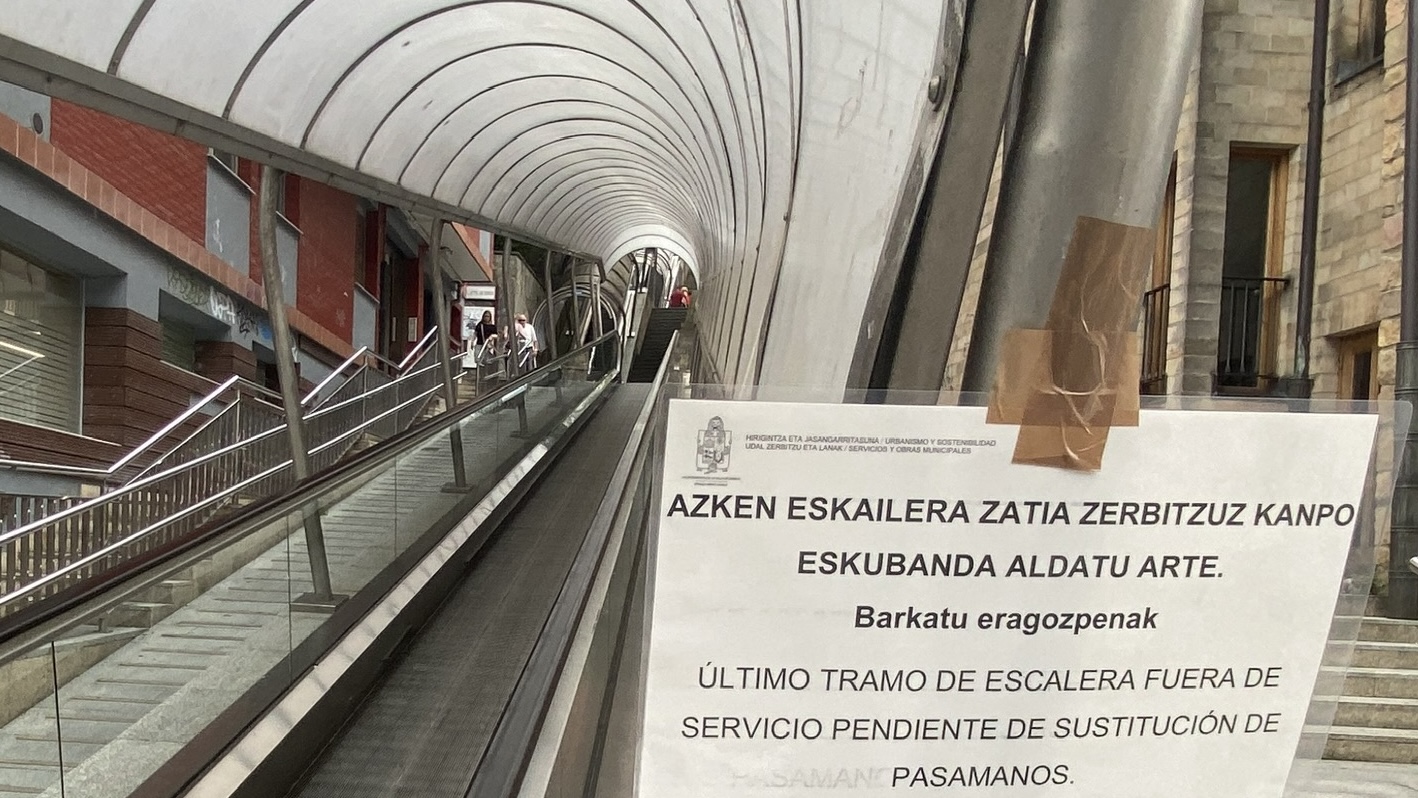 HIRIGINTZA ETA JASANGARRITASUNA / URBANISMO Y SOSTENIBILIDAD
UDAL ZERBITZU ETA LANAK / SERVICIOS Y OBRAS MUNICIPALES
AZKEN ESKAILERA ZATIA ZERBITZUZ KANPO
ESKUBANDA ALDATU ARTE.
Barkatu eragozpenak
ÚLTIMO TRAMO DE ESCALERA FUERA DE
SERVICIO PENDIENTE DE SUSTITUCIÓN DE
PASAMANOS.